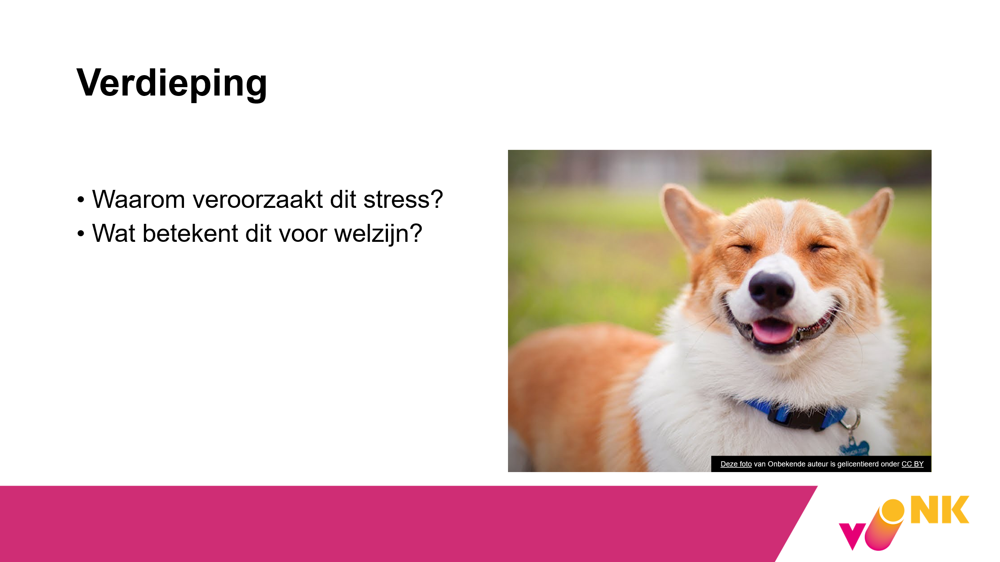 Verdieping
• Waarom veroorzaakt dit stress?
• Wat betekent dit voor welzijn?
Deze foto van Onbekende auteur is gelicentieerd onder CC BY
VONK